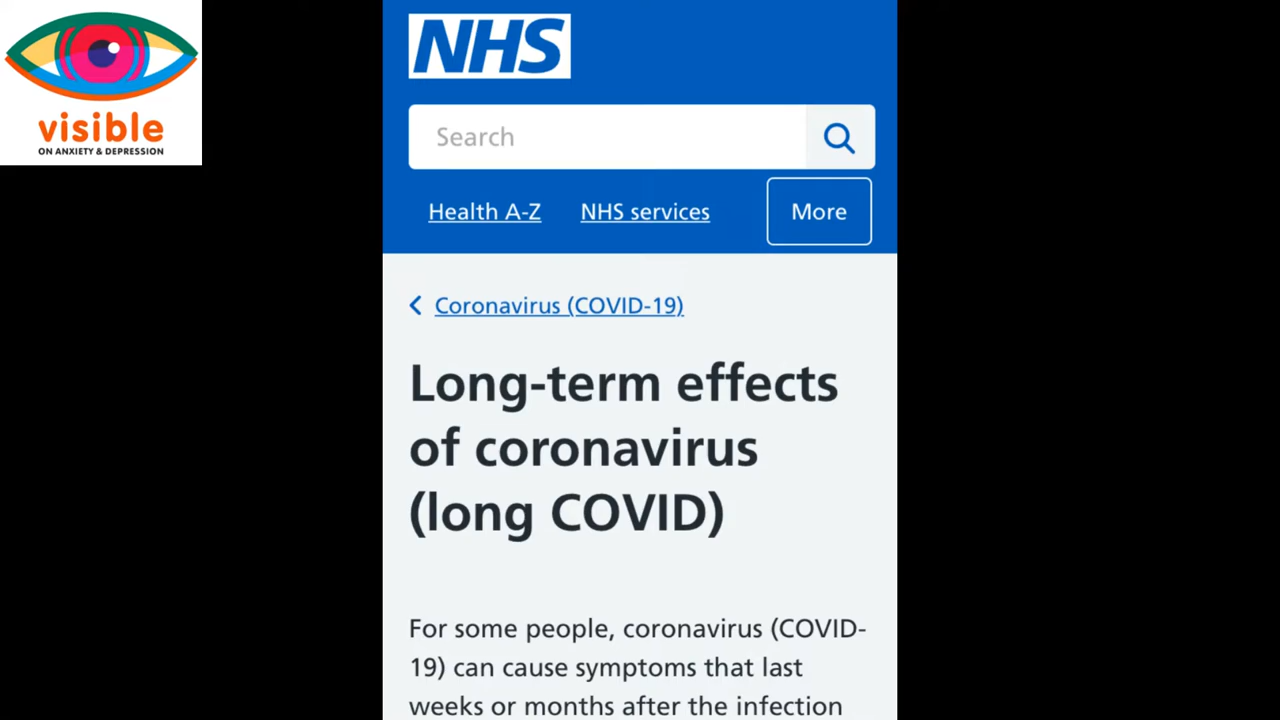 visible
ON ANXIETY & DEPRESSION
NHS
Search
Health A-Z
NHS services
More
Coronavirus (COVID-19)
Long-term effects
of coronavirus
(long COVID)
For some people, coronavirus (COVID-
19) can cause symptoms that last
weeks or months after the infection